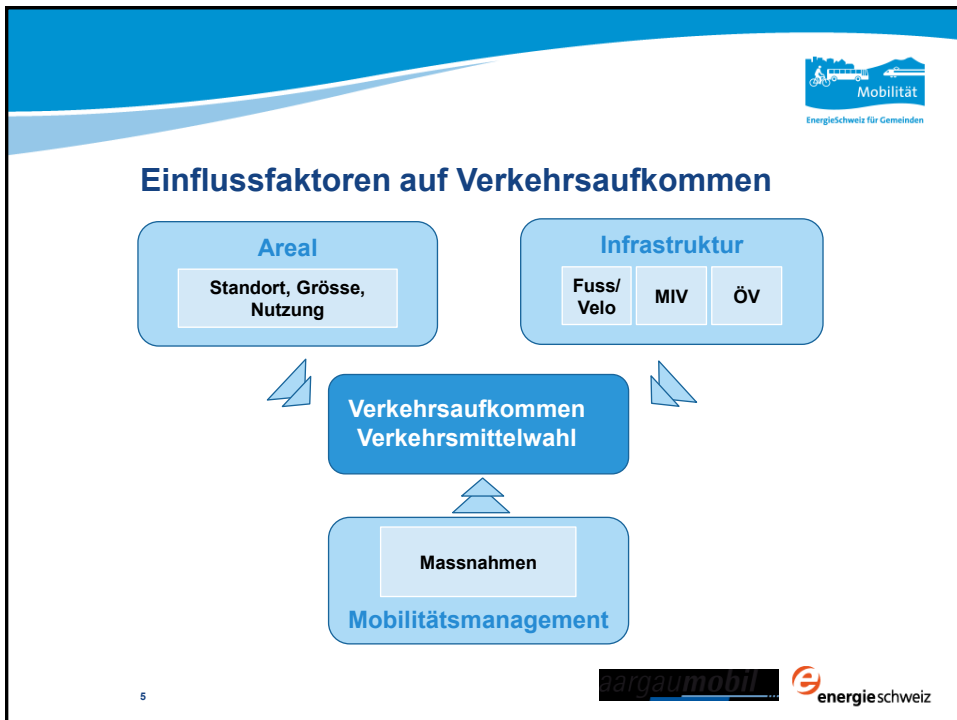 Mobilität
EnergieSchweiz für Gemeinden
Einflussfaktoren auf Verkehrsaufkommen
Areal
Standort, Grösse,
Nutzung
Infrastruktur
Fuss/
Velo
MIV
ÖV
Verkehrsaufkommen
Verkehrsmittelwahl
Massnahmen
Mobilitätsmanagement
5
aargaumobil
energieschweiz